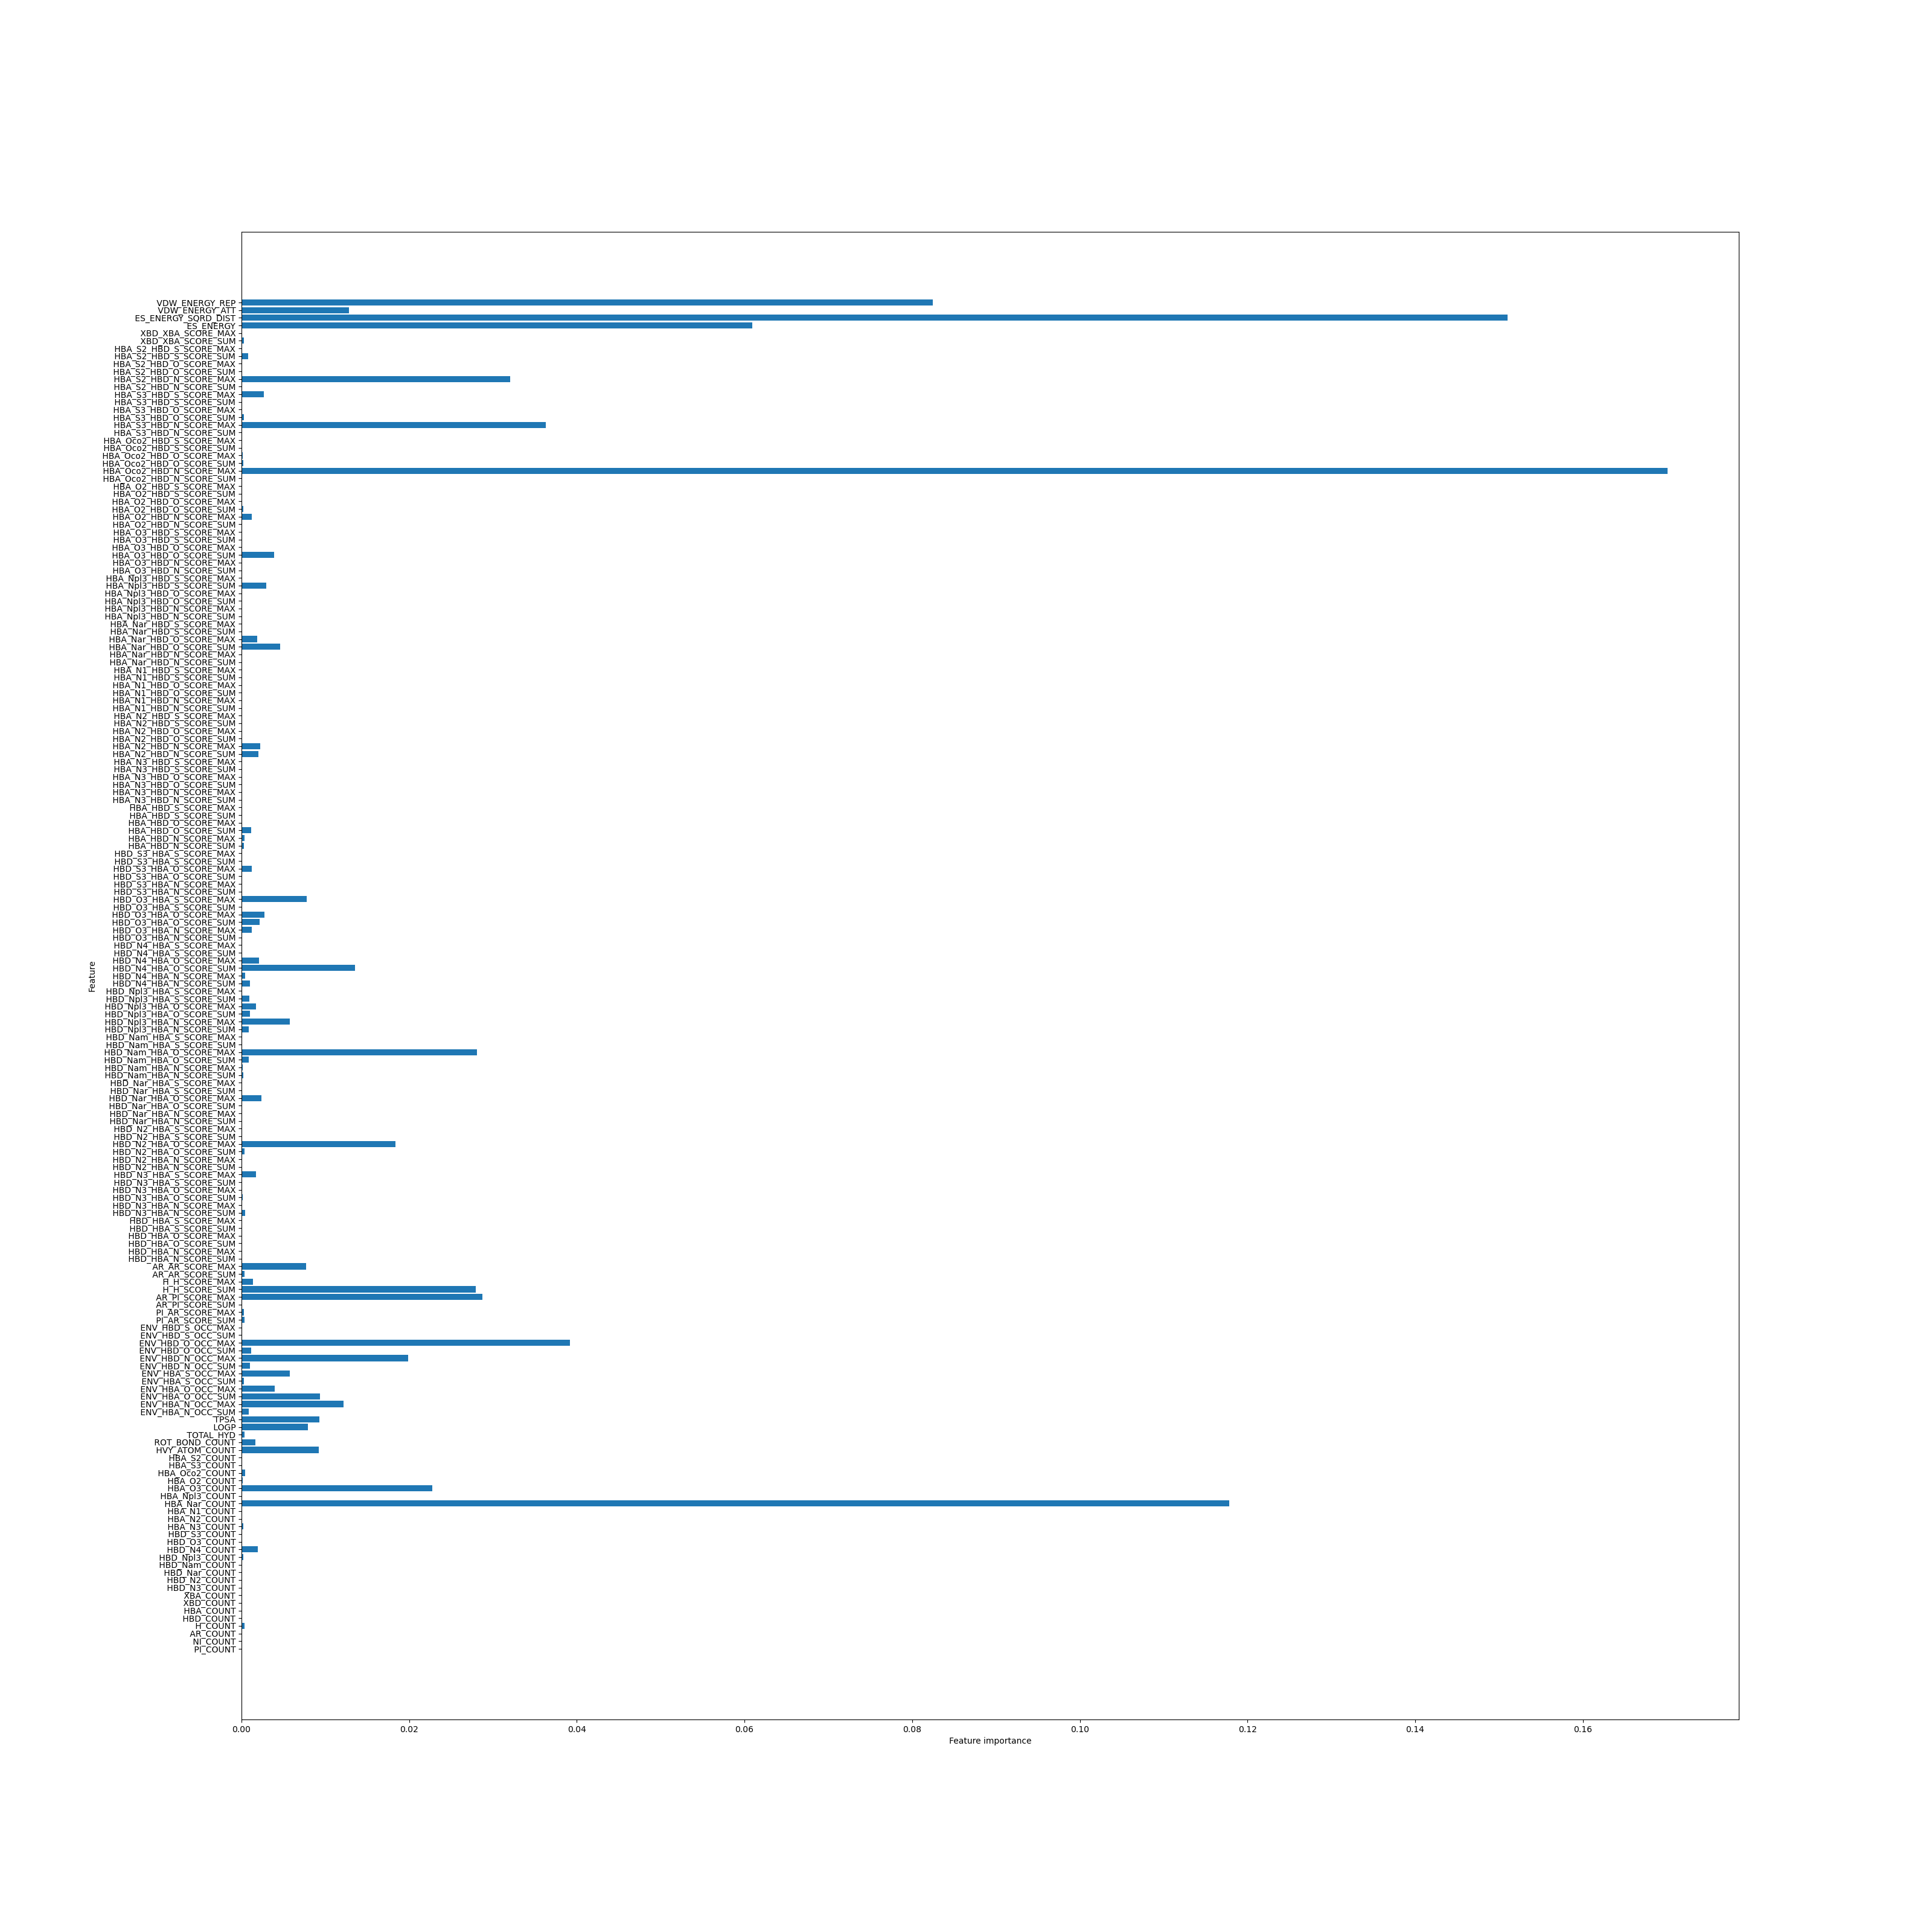 VDW_ENERGY_REP
VDW_ENERGY_ATT
ES_ENERGY_SQRD_DIST
ES_ENERGY
XBD_XBA_SCORE_MAX
XBD_XBA_SCORE_SUM
HBA_S2_HBD_S_SCORE_MAX
HBA_S2_HBD_S_SCORE_SUM
HBA_S2_HBD_O_SCORE_MAX
HBA_S2_HBD_O_SCORE_SUM
HBA_S2_HBD_N_SCORE_MAX
HBA_S2_HBD_N_SCORE_SUM
HBA_S3_HBD_S_SCORE_MAX
HBA_S3_HBD_S_SCORE_SUM
HBA_S3_HBD_O_SCORE_MAX
HBA_S3_HBD_O_SCORE_SUM
HBA_S3_HBD_N_SCORE_MAX
HBA_S3_HBD_N_SCORE_SUM
HBA_Oco2_HBD_S_SCORE_MAX
HBA_Oco2_HBD_S_SCORE_SUM
HBA_Oco2_HBD_O_SCORE_MAX
HBA_Oco2_HBD_O_SCORE_SUM
HBA_Oco2_HBD_N_SCORE_MAX
HBA_Oco2_HBD_N_SCORE_SUM
HBA_O2_HBD_S_SCORE_MAX
HBA_O2_HBD_S_SCORE_SUM
HBA_O2_HBD_O_SCORE_MAX
HBA_O2_HBD_O_SCORE_SUM
HBA_O2_HBD_N_SCORE_MAX
HBA_O2_HBD_N_SCORE_SUM
HBA_O3_HBD_S_SCORE_MAX
HBA_O3_HBD_S_SCORE_SUM
HBA_O3_HBD_O_SCORE_MAX
HBA_O3_HBD_O_SCORE_SUM
HBA_O3_HBD_N_SCORE_MAX
HBA_O3_HBD_N_SCORE_SUM
HBA_Npl3_HBD_S_SCORE_MAX
HBA_Npl3_HBD_S_SCORE_SUM
HBA_Npl3_HBD_O_SCORE_MAX
HBA_Npl3_HBD_O_SCORE_SUM
HBA_Npl3_HBD_N_SCORE_MAX
HBA_Npl3_HBD_N_SCORE_SUM
HBA_Nar_HBD_S_SCORE_MAX
HBA_Nar_HBD_S_SCORE_SUM
HBA_Nar_HBD_O_SCORE_MAX
HBA_Nar_HBD_O_SCORE_SUM
HBA_Nar_HBD_N_SCORE_MAX
HBA_Nar_HBD_N_SCORE_SUM
HBA_N1_HBD_S_SCORE_MAX
HBA_N1_HBD_S_SCORE_SUM
HBA_N1_HBD_O_SCORE_MAX
HBA_N1_HBD_O_SCORE_SUM
HBA_N1_HBD_N_SCORE_MAX
HBA_N1_HBD_N_SCORE_SUM
HBA_N2_HBD_S_SCORE_MAX
HBA_N2_HBD_S_SCORE_SUM
HBA_N2_HBD_O_SCORE_MAX
HBA_N2_HBD_O_SCORE_SUM
HBA_N2_HBD_N_SCORE_MAX
HBA_N2_HBD_N_SCORE_SUM
HBA_N3_HBD_S_SCORE_MAX
HBA_N3_HBD_S_SCORE_SUM
HBA_N3_HBD_O_SCORE_MAX
HBA_N3_HBD_O_SCORE_SUM
HBA_N3_HBD_N_SCORE_MAX
HBA_N3_HBD_N_SCORE_SUM
HBA_HBD_S_SCORE_MAX
HBA_HBD_S_SCORE_SUM
HBA_HBD_O_SCORE_MAX
HBA_HBD_O_SCORE_SUM
HBA_HBD_N_SCORE_MAX
HBA_HBD_N_SCORE_SUM
HBD_S3_HBA_S_SCORE_MAX
HBD_S3_HBA_S_SCORE_SUM
HBD_S3_HBA_O_SCORE_MAX
HBD_S3_HBA_O_SCORE_SUM
HBD_S3_HBA_N_SCORE_MAX
HBD_S3_HBA_N_SCORE_SUM
HBD_O3_HBA_S_SCORE_MAX
HBD_O3_HBA_S_SCORE_SUM
HBD_O3_HBA_O_SCORE_MAX
HBD_O3_HBA_O_SCORE_SUM
HBD_O3_HBA_N_SCORE_MAX
HBD_O3_HBA_N_SCORE_SUM
HBD_N4_HBA_S_SCORE_MAX
HBD_N4_HBA_S_SCORE_SUM
HBD_N4_HBA_O_SCORE_MAX
HBD_N4_HBA_O_SCORE_SUM
HBD_N4_HBA_N_SCORE_MAX
HBD_N4_HBA_N_SCORE_SUM
HBD_Npl3_HBA_S_SCORE_MAX
HBD_Npl3_HBA_S_SCORE_SUM
HBD_Npl3_HBA_O_SCORE_MAX
HBD_Npl3_HBA_O_SCORE_SUM
HBD_Npl3_HBA_N_SCORE_MAX
HBD_Npl3_HBA_N_SCORE_SUM
HBD_Nam_HBA_S_SCORE_MAX
HBD_Nam_HBA_S_SCORE_SUM
HBD_Nam_HBA_O_SCORE_MAX
HBD_Nam_HBA_O_SCORE_SUM
HBD_Nam_HBA_N_SCORE_MAX
HBD_Nam_HBA_N_SCORE_SUM
HBD_Nar_HBA_S_SCORE_MAX
HBD_Nar_HBA_S_SCORE_SUM
HBD_Nar_HBA_O_SCORE_MAX
HBD_Nar_HBA_O_SCORE_SUM
HBD_Nar_HBA_N_SCORE_MAX
HBD_Nar_HBA_N_SCORE_SUM
HBD_N2_HBA_S_SCORE_MAX
HBD_N2_HBA_S_SCORE_SUM
HBD_N2_HBA_O_SCORE_MAX
HBD_N2_HBA_O_SCORE_SUM
HBD_N2_HBA_N_SCORE_MAX
HBD_N2_HBA_N_SCORE_SUM
HBD_N3_HBA_S_SCORE_MAX
HBD_N3_HBA_S_SCORE_SUM
HBD_N3_HBA_O_SCORE_MAX
HBD_N3_HBA_O_SCORE_SUM
HBD_N3_HBA_N_SCORE_MAX
HBD_N3_HBA_N_SCORE_SUM
HBD_HBA_S_SCORE_MAX
HBD_HBA_S_SCORE_SUM
HBD_HBA_O_SCORE_MAX
HBD_HBA_O_SCORE_SUM
HBD_HBA_N_SCORE_MAX
HBD_HBA_N_SCORE_SUM
AR_AR_SCORE_MAX
AR_AR_SCORE_SUM
H_H_SCORE_MAX
H_H_SCORE_SUM
AR_PI_SCORE_MAX
AR_PI_SCORE_SUM
PI_AR_SCORE_MAX
PI_AR_SCORE_SUM
ENV_HBD_S_OCC_MAX
ENV_HBD_S_OCC_SUM
ENV_HBD_O_OCC_MAX
ENV_HBD_O_OCC_SUM
ENV_HBD_N_OCC_MAX
ENV_HBD_N_OCC_SUM
ENV_HBA_S_OCC_MAX
ENV_HBA_S_OCC_SUM
ENV_HBA_O_OCC_MAX
ENV_HBA_O_OCC_SUM
ENV_HBA_N_OCC_MAX
ENV_HBA_N_OCC_SUM
TPSA
LOGP
TOTAL_HYD
ROT_BOND_COUNT
HVY_ATOM_COUNT
HBA_S2_COUNT
HBA_S3_COUNT
HBA_Oco2_COUNT
HBA_O2_COUNT
HBA_O3_COUNT
HBA_Npl3_COUNT
HBA_Nar_COUNT
HBA_N1_COUNT
HBA_N2_COUNT
HBA_N3_COUNT
HBD_S3_COUNT
HBD_O3_COUNT
HBD_N4_COUNT
HBD_Npl3_COUNT
HBD_Nam_COUNT
HBD_Nar_COUNT
HBD_N2_COUNT
HBD_N3_COUNT
XBA_COUNT
XBD_COUNT
HBA_COUNT
HBD_COUNT
H_COUNT
AR_COUNT
NI_COUNT
PI_COUNT
Feature
0.00 0.02 0.04 0.06 0.08 0.10 0.12 0.14 0.16
Feature importance